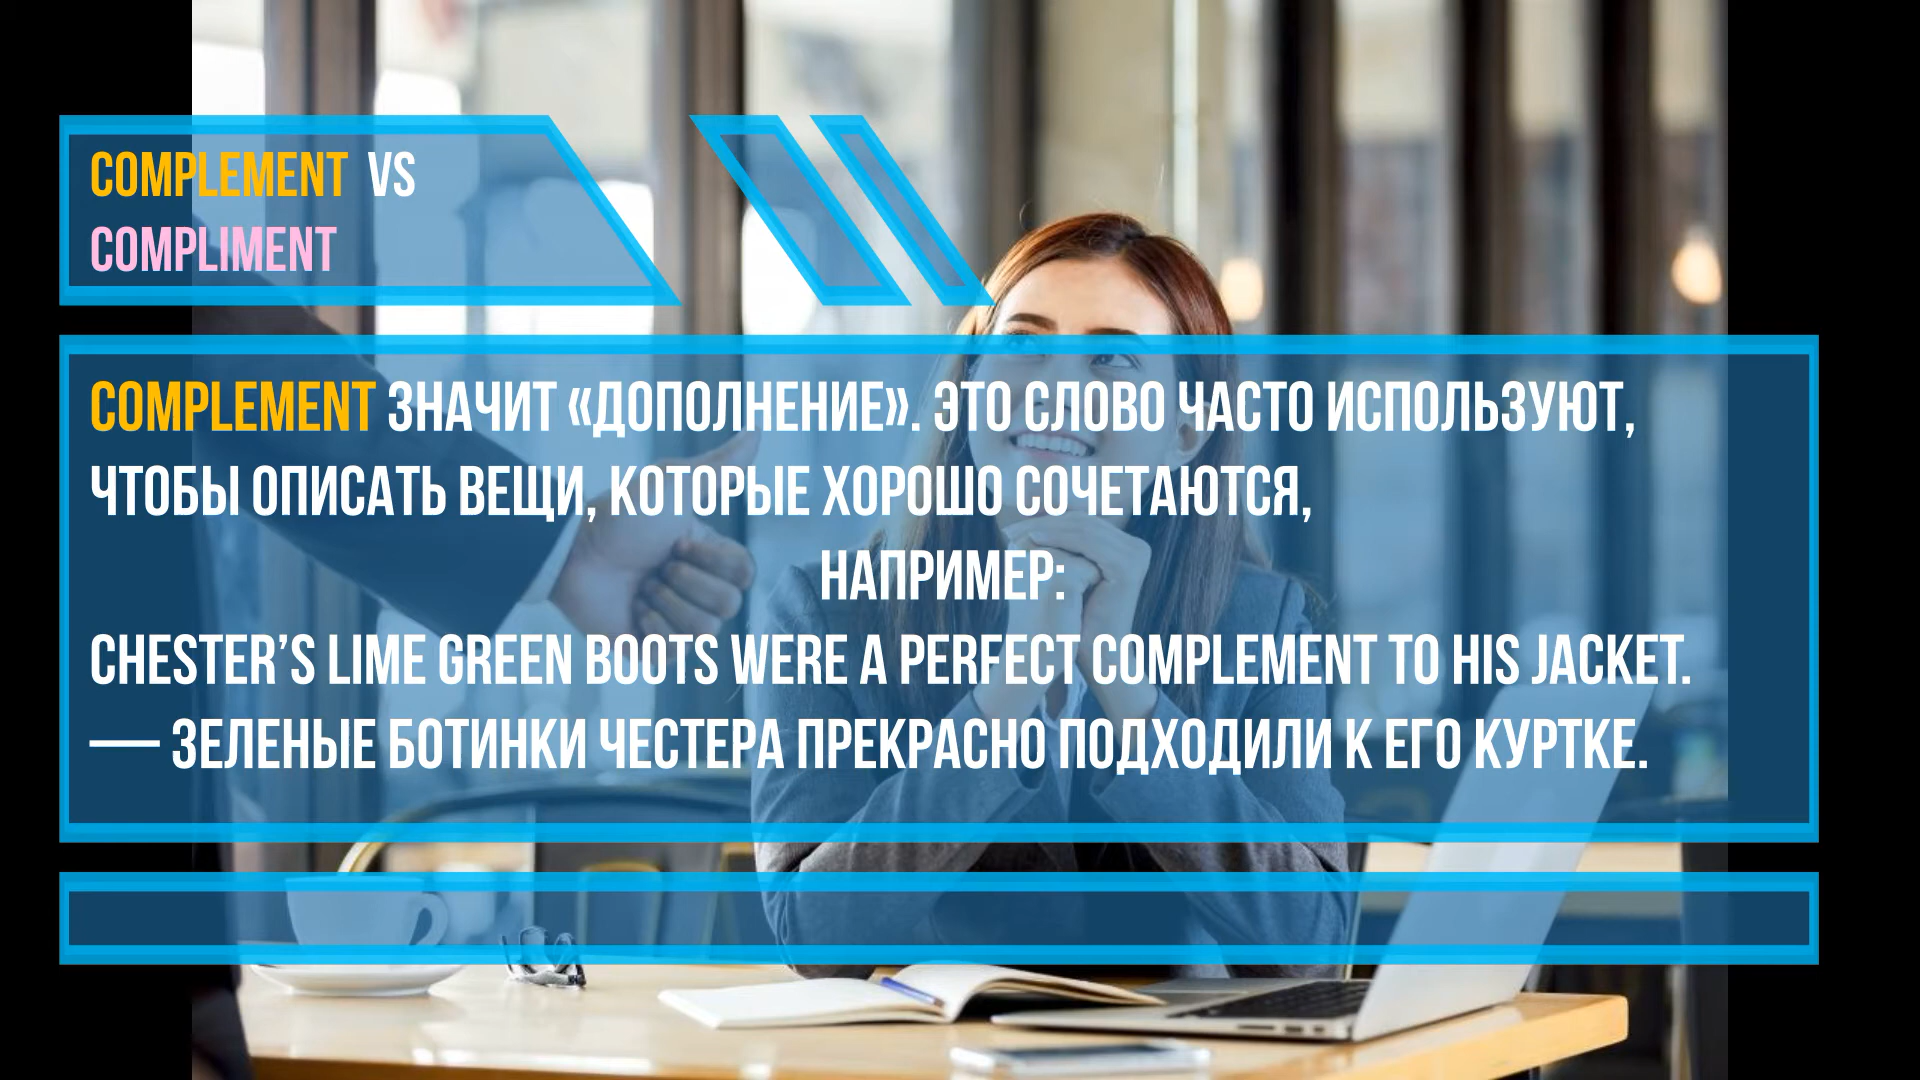 COMPLEMENT VS
COMPLIMENT
COMPLEMENT ЗНАЧИТ «ДОПОЛНЕНИЕ». ЭТО СЛОВО ЧАСТО ИСПОЛЬЗУЮТ,
ЧТОБЫ ОПИСАТЬ ВЕЩИ, КОТОРЫЕ ХОРОШО СОЧЕТАЮТСЯ,
НАПРИМЕР:
CHESTER’S LIME GREEN BOOTS WERE A PERFECT COMPLEMENT TO HIS JACKET.
— ЗЕЛЕНЫЕ БОТИНКИ ЧЕСТЕРА ПРЕКРАСНО ПОДХОДИЛИ К ЕГО КУРТКЕ.